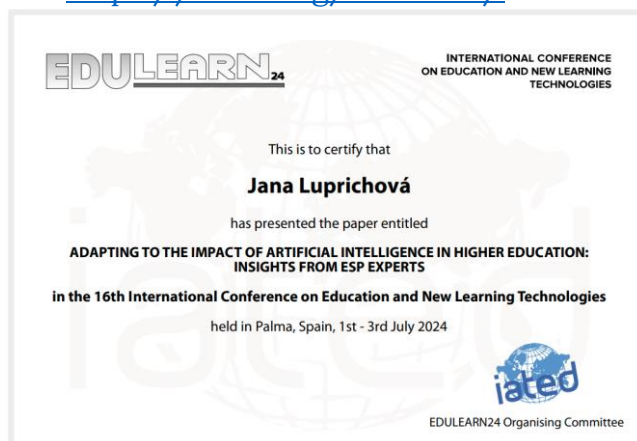 EDULEARN24
INTERNATIONAL CONFERENCE
ON EDUCATION AND NEW LEARNING
TECHNOLOGIES
This is to certify that
Jana Luprichová
has presented the paper entitled
ADAPTING TO THE IMPACT OF ARTIFICIAL INTELLIGENCE IN HIGHER EDUCATION:
INSIGHTS FROM ESP EXPERTS
in the 16th International Conference on Education and New Learning Technologies
held in Palma, Spain, 1st - 3rd July 2024
iated
EDULEARN24 Organising Committee